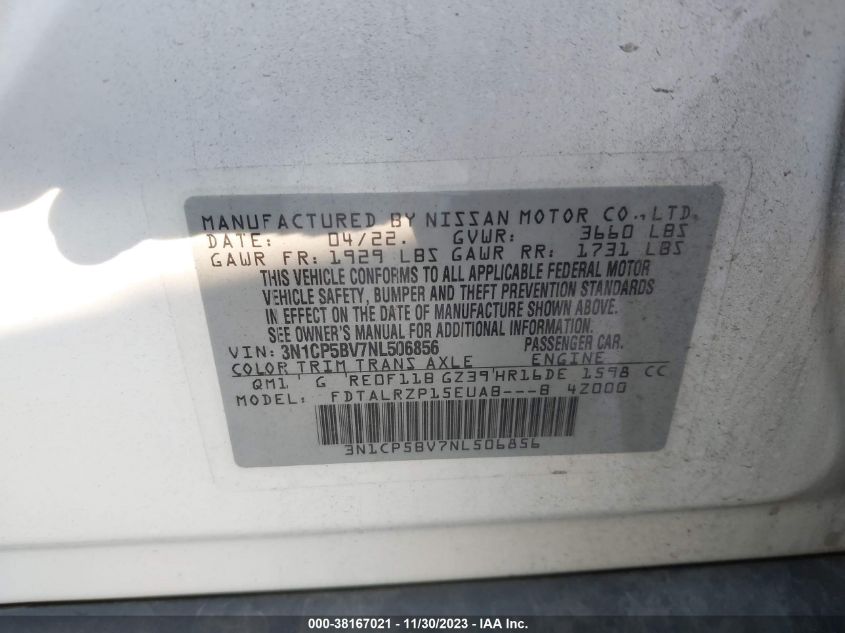 MANUFACTURED BY NISSAN MOTOR CO., LTD.
DATE: 04/22. GVWR: 3660 LBS
GAWR FR: 1929 LBS GAWR RR: 1731 LBS
THIS VEHICLE CONFORMS TO ALL APPLICABLE FEDERAL MOTOR
VEHICLE SAFETY, BUMPER AND THEFT PREVENTION STANDARDS
IN EFFECT ON THE DATE OF MANUFACTURE SHOWN ABOVE.
SEE OWNER'S MANUAL FOR ADDITIONAL INFORMATION.
VIN: 3N1CP5BV7NL506856 PASSENGER CAR.
COLOR TRIM TRANS AXLE ENGINE
QM1 G RE0F11B GZ39 HR16DE 1598 CC
MODEL: FDTALRZP15EUAB---B 4Z000
3N1CP5BV7NL506856
000-38167021 - 11/30/2023 - IAA Inc.